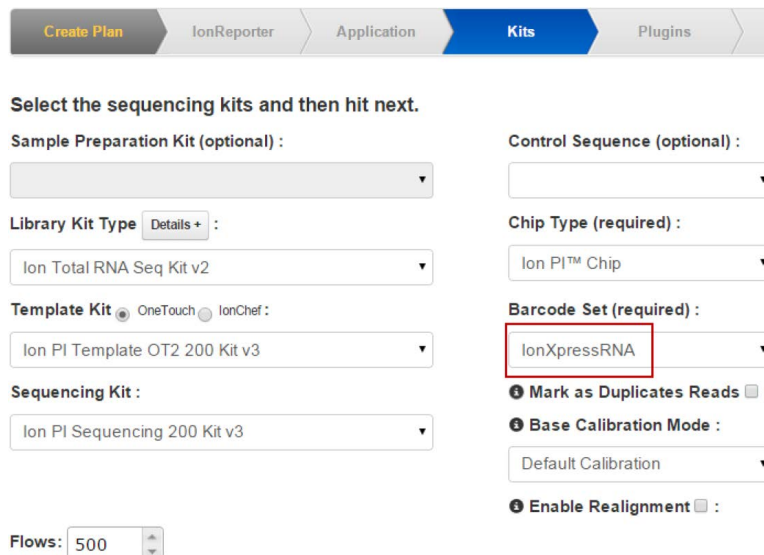 Create Plan
IonReporter
Application
Kits
Plugins
Select the sequencing kits and then hit next.
Sample Preparation Kit (optional) :
Library Kit Type Details + :
Ion Total RNA Seq Kit v2
Template Kit OneTouch IonChef :
Ion PI Template OT2 200 Kit v3
Sequencing Kit :
Ion PI Sequencing 200 Kit v3
Flows: 500
Control Sequence (optional) :
Chip Type (required) :
Ion PI™ Chip
Barcode Set (required) :
IonXpressRNA
Mark as Duplicates Reads
Base Calibration Mode :
Default Calibration
Enable Realignment :